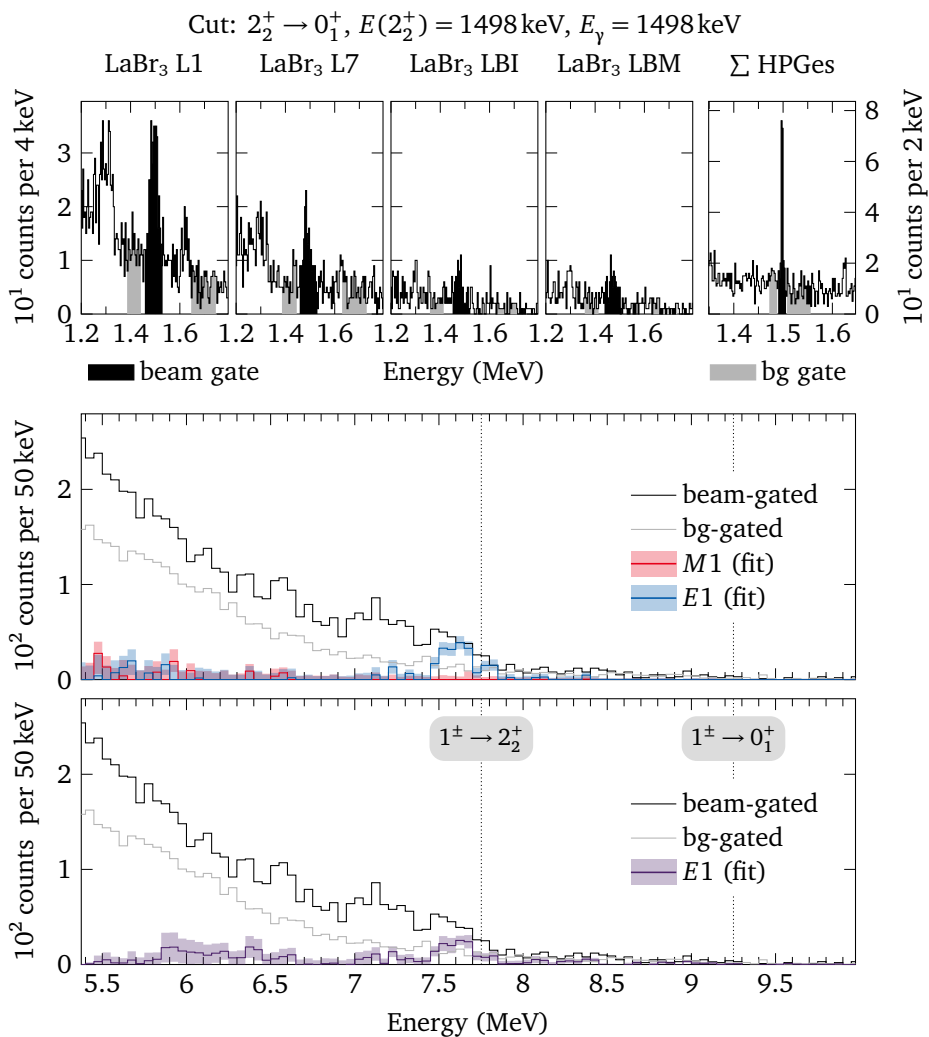 Cut: 2₂⁺ → 0₁⁺, E(2₂⁺) = 1498 keV, Eγ = 1498 keV
LaBr₃ L1 LaBr₃ L7 LaBr₃ LBI LaBr₃ LBM ∑ HPGes
10¹ counts per 4 keV
3
2
1
0
8
6
4
2
0
10¹ counts per 2 keV
1.2 1.4 1.6 1.2 1.4 1.6 1.2 1.4 1.6 1.2 1.4 1.6 1.4 1.5 1.6
beam gate Energy (MeV) bg gate
10² counts per 50 keV
2
1
0
beam-gated
bg-gated
M1 (fit)
E1 (fit)
10² counts per 50 keV
2
1
0
1± → 2₂⁺ 1± → 0₁⁺
beam-gated
bg-gated
E1 (fit)
5.5 6 6.5 7 7.5 8 8.5 9 9.5
Energy (MeV)